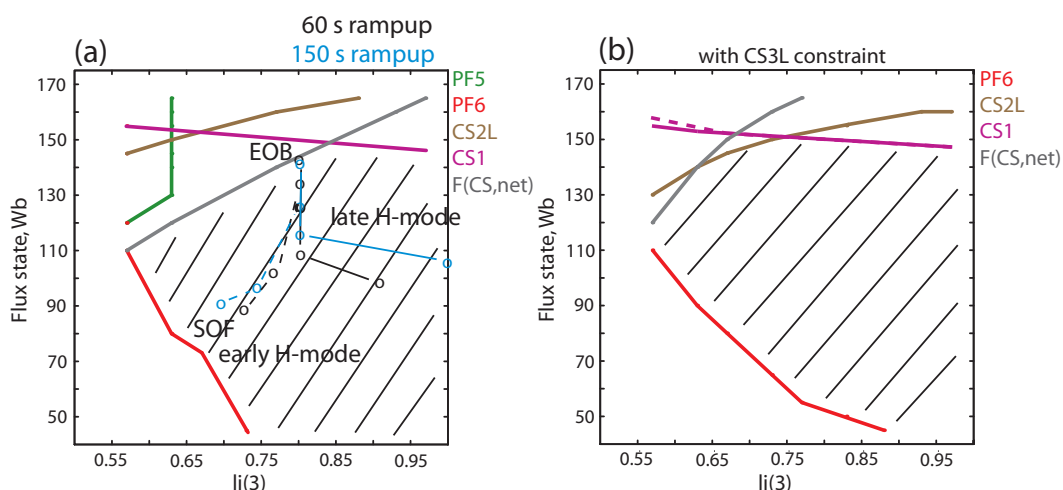 60 s rampup
150 s rampup
(a)
PF5
PF6
CS2L
CS1
F(CS,net)
170
150
130
110
90
70
50
Flux state, Wb
EOB
late H-mode
SOF
early H-mode
0.55 0.65 0.75 0.85 0.95
li(3)
(b)
with CS3L constraint
PF6
CS2L
CS1
F(CS,net)
170
150
130
110
90
70
50
Flux state, Wb
0.55 0.65 0.75 0.85 0.95
li(3)